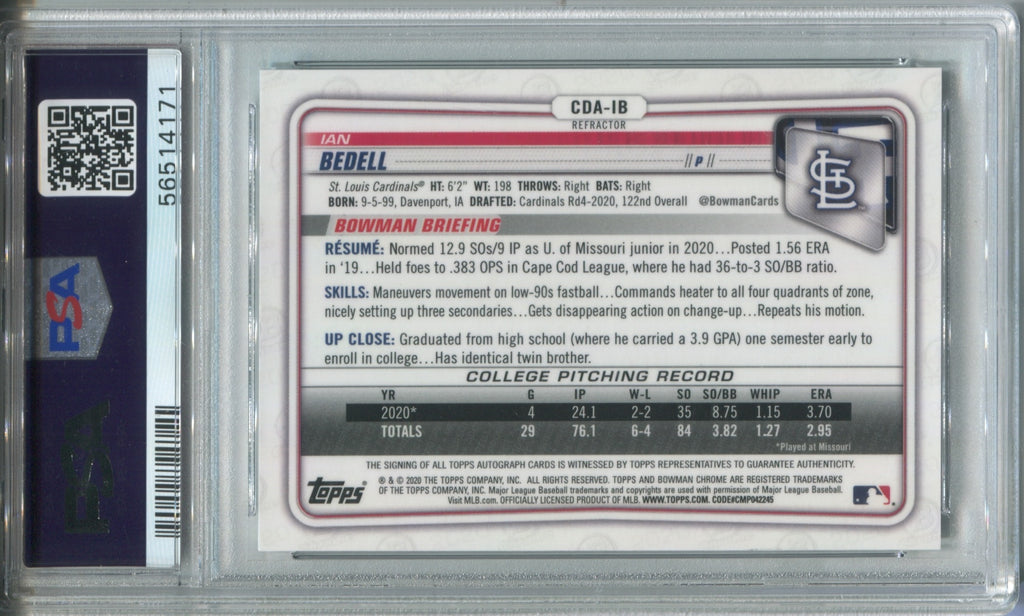 56514171
PSA
PSA
CDA-IB
REFRACTOR
IAN
BEDELL // P //
St. Louis Cardinals® HT: 6'2" WT: 198 THROWS: Right BATS: Right
BORN: 9-5-99, Davenport, IA DRAFTED: Cardinals Rd4-2020, 122nd Overall @BowmanCards
BOWMAN BRIEFING
RÉSUMÉ: Normed 12.9 SOs/9 IP as U. of Missouri junior in 2020...Posted 1.56 ERA
in '19...Held foes to .383 OPS in Cape Cod League, where he had 36-to-3 SO/BB ratio.
SKILLS: Maneuvers movement on low-90s fastball...Commands heater to all four quadrants of zone,
nicely setting up three secondaries...Gets disappearing action on change-up...Repeats his motion.
UP CLOSE: Graduated from high school (where he carried a 3.9 GPA) one semester early to
enroll in college...Has identical twin brother.
COLLEGE PITCHING RECORD
YR G IP W-L SO SO/BB WHIP ERA
2020* 4 24.1 2-2 35 8.75 1.15 3.70
TOTALS 29 76.1 6-4 84 3.82 1.27 2.95
*Played at Missouri
THE SIGNING OF ALL TOPPS AUTOGRAPH CARDS IS WITNESSED BY TOPPS REPRESENTATIVES TO GUARANTEE AUTHENTICITY.
Topps
® & © 2020 THE TOPPS COMPANY, INC. ALL RIGHTS RESERVED. TOPPS AND BOWMAN CHROME ARE REGISTERED TRADEMARKS
OF THE TOPPS COMPANY, INC. Major League Baseball trademarks and copyrights are used with permission of Major League Baseball.
Visit MLB.com. OFFICIALLY LICENSED PRODUCT OF MLB. WWW.TOPPS.COM. CODE#CMP042245